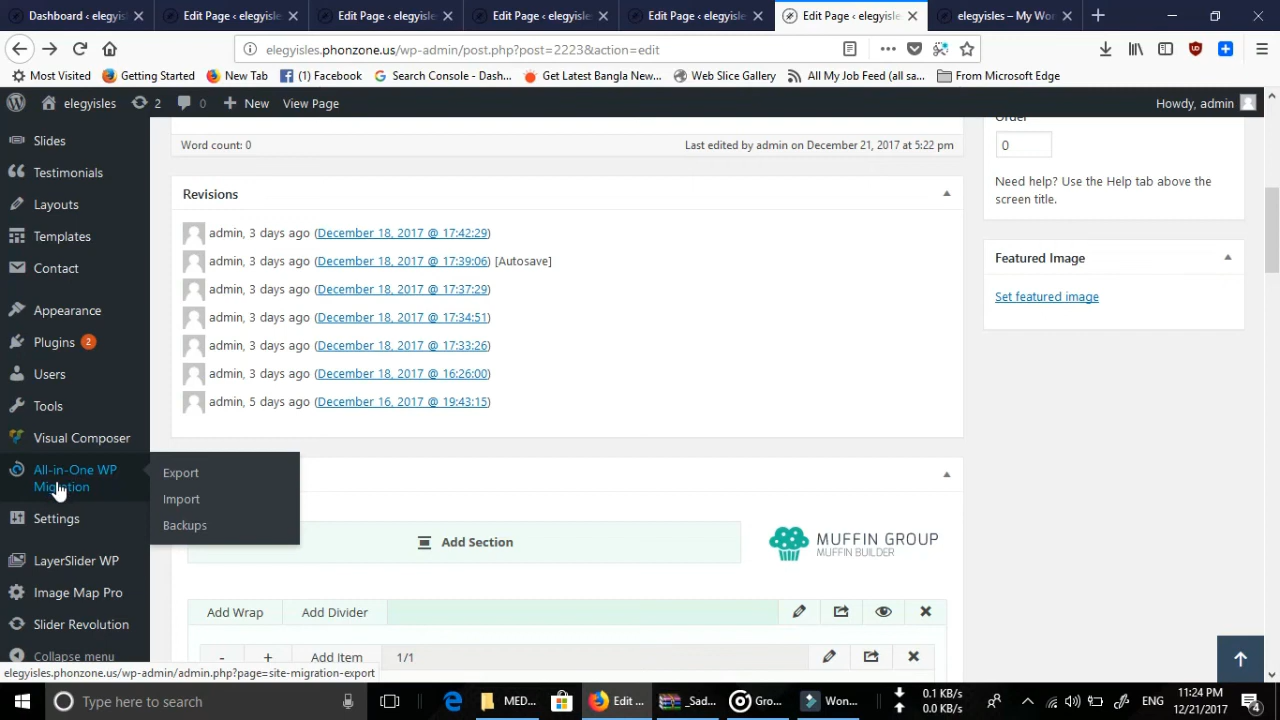 Dashboard ‹ elegyisl
Edit Page ‹ elegyisle
Edit Page ‹ elegyisle
Edit Page ‹ elegyisle
Edit Page ‹ elegyisle
Edit Page ‹ elegyisle
elegyisles – My Wor
elegyisles.phonzone.us/wp-admin/post.php?post=2223&action=edit
Most Visited
Getting Started
New Tab
(1) Facebook
Search Console - Dash...
Get Latest Bangla New...
Web Slice Gallery
All My Job Feed (all sa...
From Microsoft Edge
elegyisles
2
0
New
View Page
Howdy, admin
Slides
Testimonials
Layouts
Templates
Contact
Appearance
Plugins 2
Users
Tools
Visual Composer
All-in-One WP
Migration
Settings
LayerSlider WP
Image Map Pro
Slider Revolution
Collapse menu
Export
Import
Backups
Word count: 0
Last edited by admin on December 21, 2017 at 5:22 pm
Revisions
admin, 3 days ago (December 18, 2017 @ 17:42:29)
admin, 3 days ago (December 18, 2017 @ 17:39:06) [Autosave]
admin, 3 days ago (December 18, 2017 @ 17:37:29)
admin, 3 days ago (December 18, 2017 @ 17:34:51)
admin, 3 days ago (December 18, 2017 @ 17:33:26)
admin, 3 days ago (December 18, 2017 @ 16:26:00)
admin, 5 days ago (December 16, 2017 @ 19:43:15)
Add Section
MUFFIN GROUP
MUFFIN BUILDER
Add Wrap
Add Divider
-
+
Add Item
1/1
Order
0
Need help? Use the Help tab above the
screen title.
Featured Image
Set featured image
elegyisles.phonzone.us/wp-admin/admin.php?page=site-migration-export
Type here to search
MED...
Edit ...
_Sad...
Gro...
Won...
0.1 KB/s
0.0 KB/s
ENG
11:24 PM
12/21/2017
4